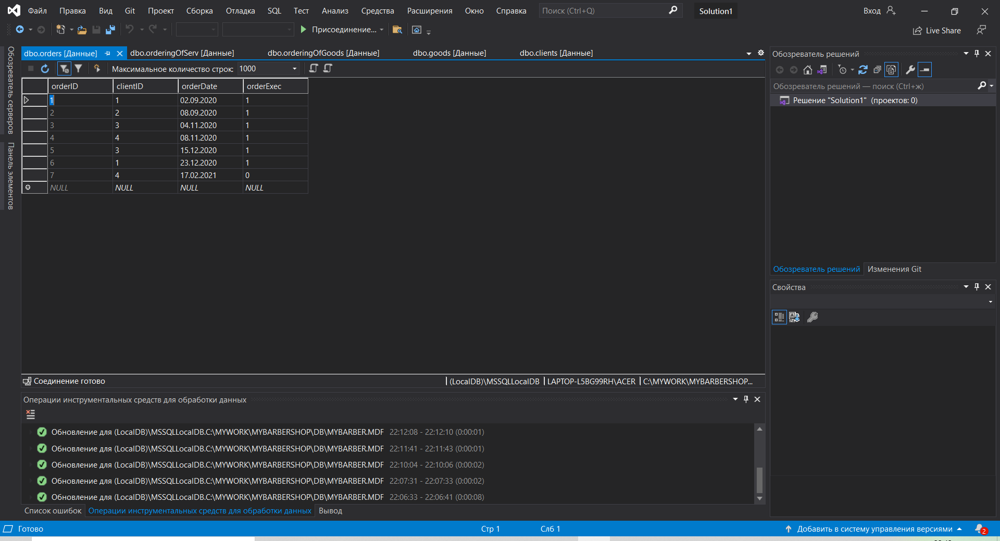 Файл Правка Вид Git Проект Сборка Отладка SQL Тест Анализ Средства Расширения Окно Справка Поиск (Ctrl+Q) Solution1 Вход
Присоединение... Live Share
Обозреватель серверов
Панель элементов
dbo.orders [Данные] dbo.orderingOfServ [Данные] dbo.orderingOfGoods [Данные] dbo.goods [Данные] dbo.clients [Данные]
Максимальное количество строк: 1000
orderID clientID orderDate orderExec
1 1 02.09.2020 1
2 2 08.09.2020 1
3 3 04.11.2020 1
4 4 08.11.2020 1
5 3 15.12.2020 1
6 1 23.12.2020 1
7 4 17.02.2021 0
NULL NULL NULL NULL
Соединение готово (LocalDB)\MSSQLLocalDB LAPTOP-L5BG99RH\ACER C:\MYWORK\MYBARBERSHOP...
Операции инструментальных средств для обработки данных
Обновление для (LocalDB)\MSSQLLocalDB.C:\MYWORK\MYBARBERSHOP\DB\MYBARBER.MDF 22:12:08 - 22:12:10 (0:00:01)
Обновление для (LocalDB)\MSSQLLocalDB.C:\MYWORK\MYBARBERSHOP\DB\MYBARBER.MDF 22:11:41 - 22:11:43 (0:00:01)
Обновление для (LocalDB)\MSSQLLocalDB.C:\MYWORK\MYBARBERSHOP\DB\MYBARBER.MDF 22:10:04 - 22:10:06 (0:00:02)
Обновление для (LocalDB)\MSSQLLocalDB.C:\MYWORK\MYBARBERSHOP\DB\MYBARBER.MDF 22:07:31 - 22:07:33 (0:00:02)
Обновление для (LocalDB)\MSSQLLocalDB.C:\MYWORK\MYBARBERSHOP\DB\MYBARBER.MDF 22:06:33 - 22:06:41 (0:00:08)
Список ошибок Операции инструментальных средств для обработки данных Вывод
Обозреватель решений
Обозреватель решений — поиск (Ctrl+ж)
Решение "Solution1" (проектов: 0)
Обозреватель решений Изменения Git
Свойства
Готово Стр 1 Слб 1 Добавить в систему управления версиями 2